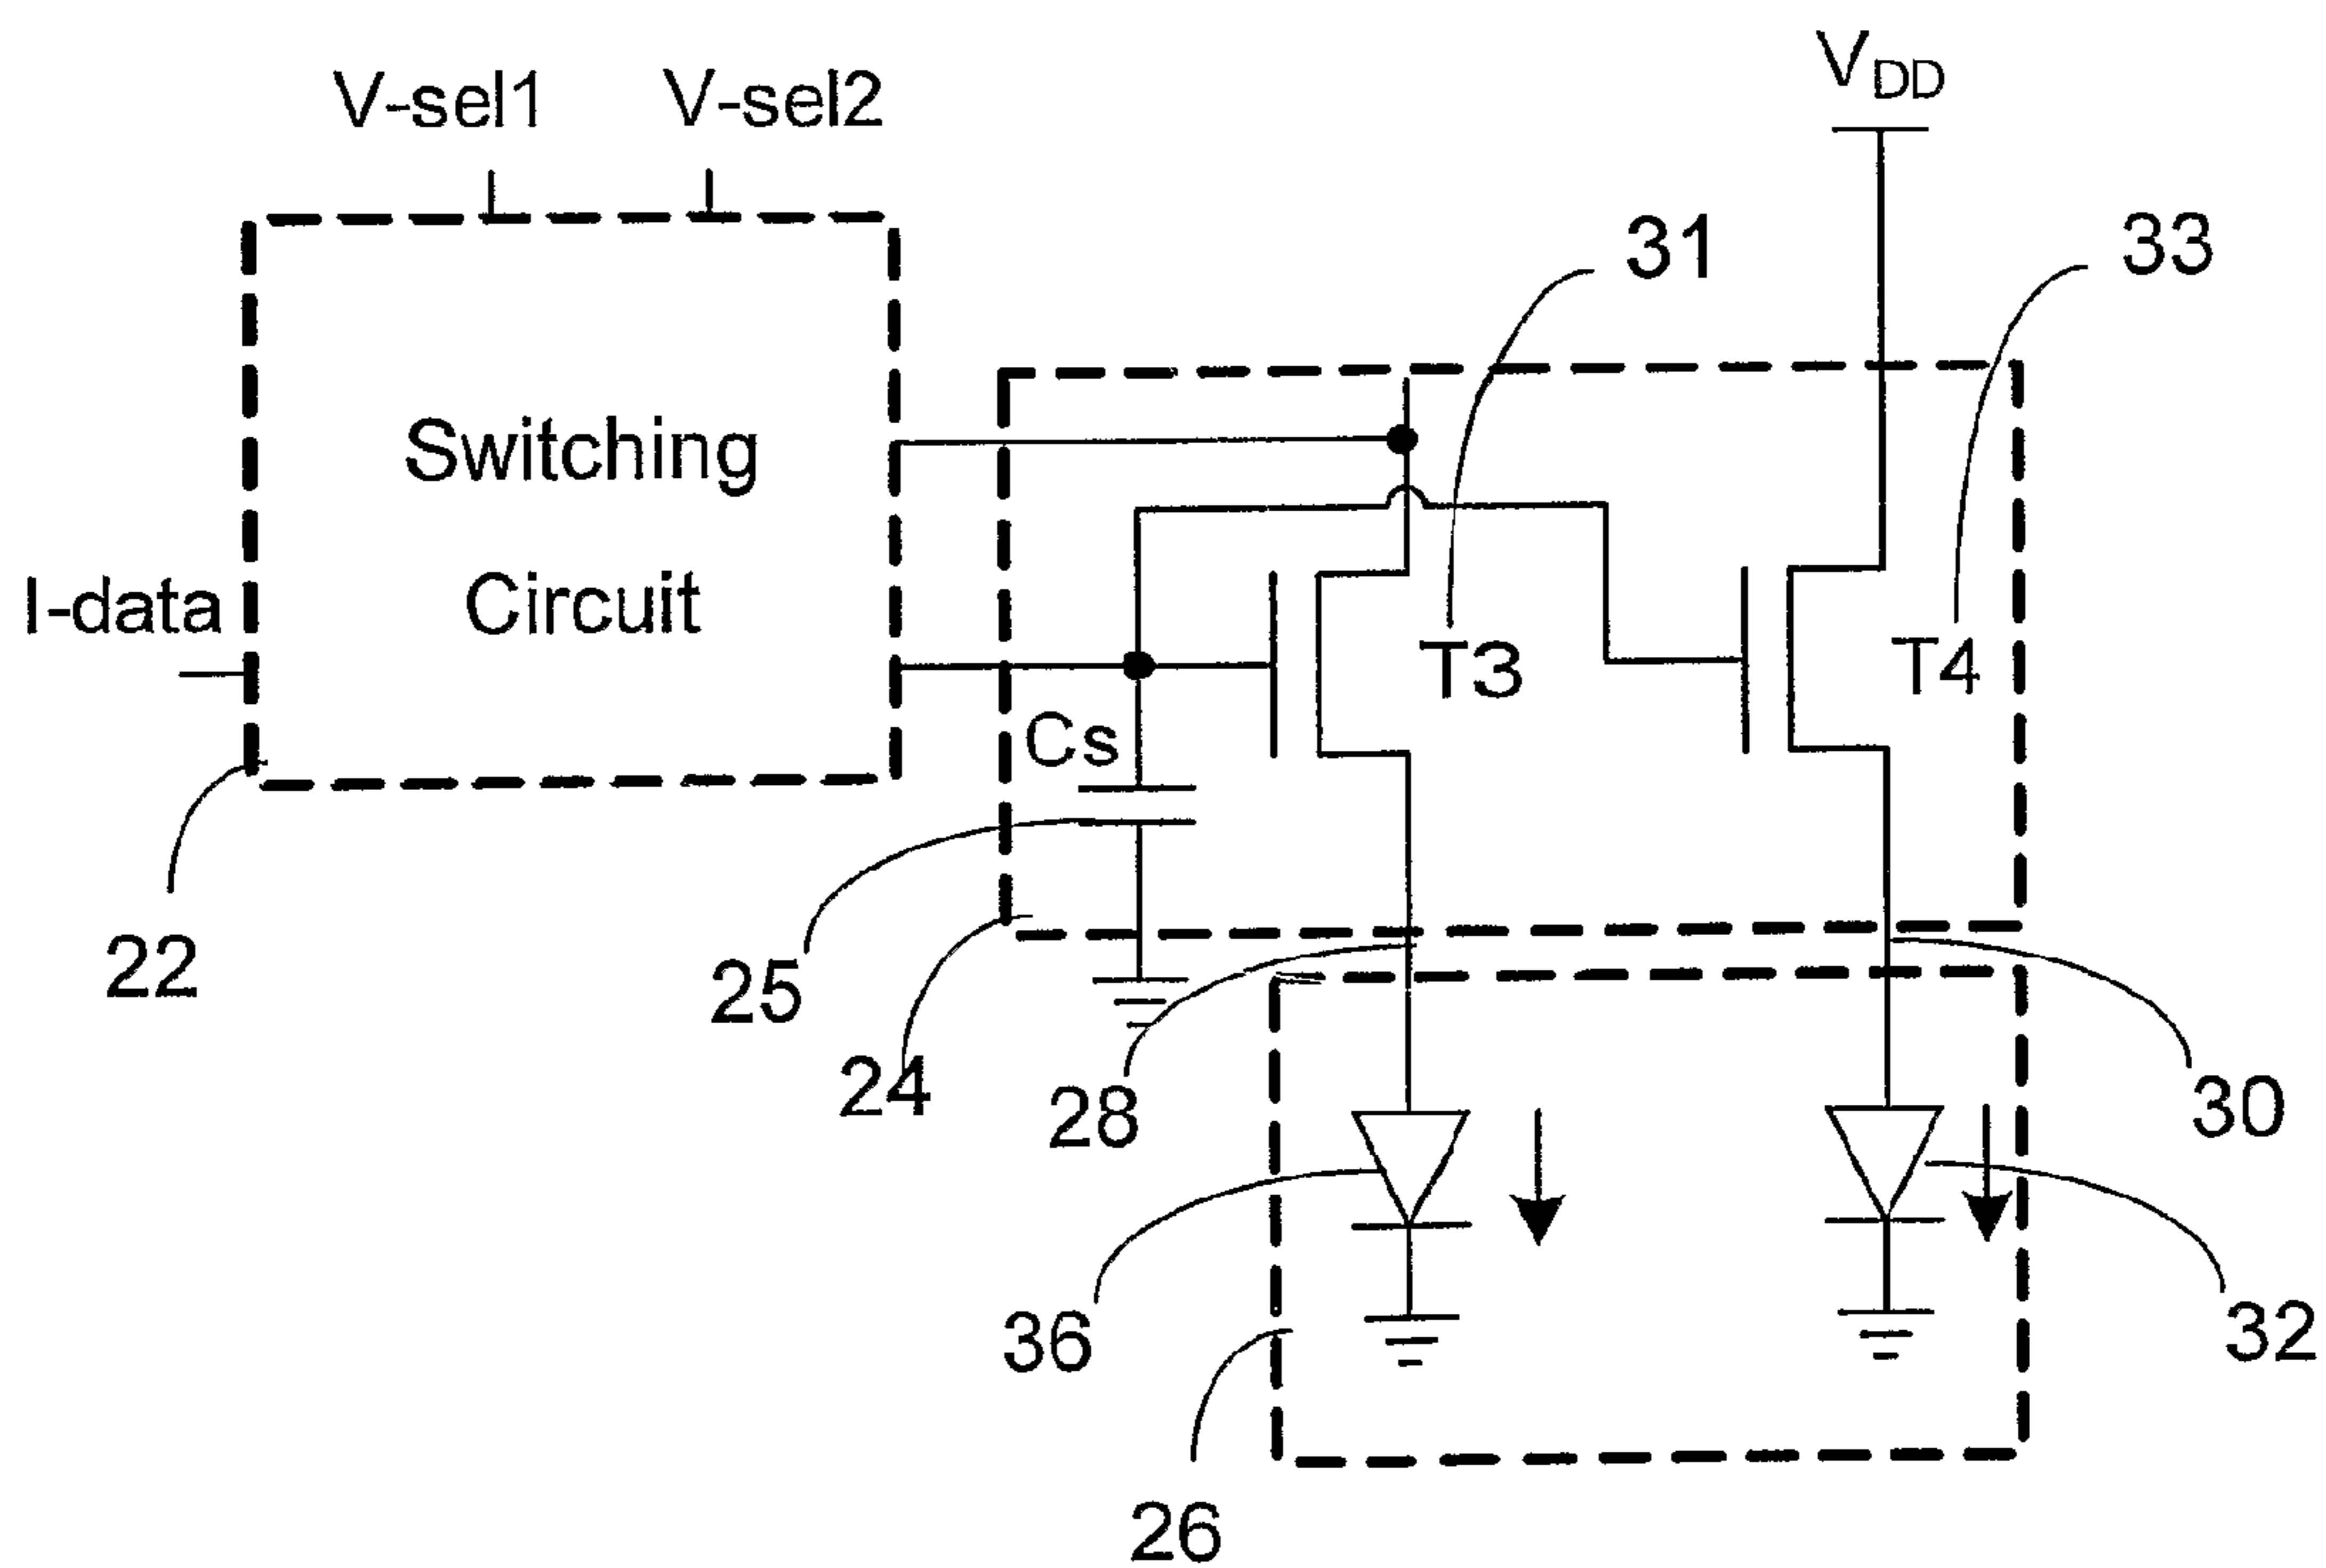 V-sel1 V-sel2
VDD
31
33
Switching
Circuit
I-data
T3
T4
Cs
22
25
24
28
30
36
32
26